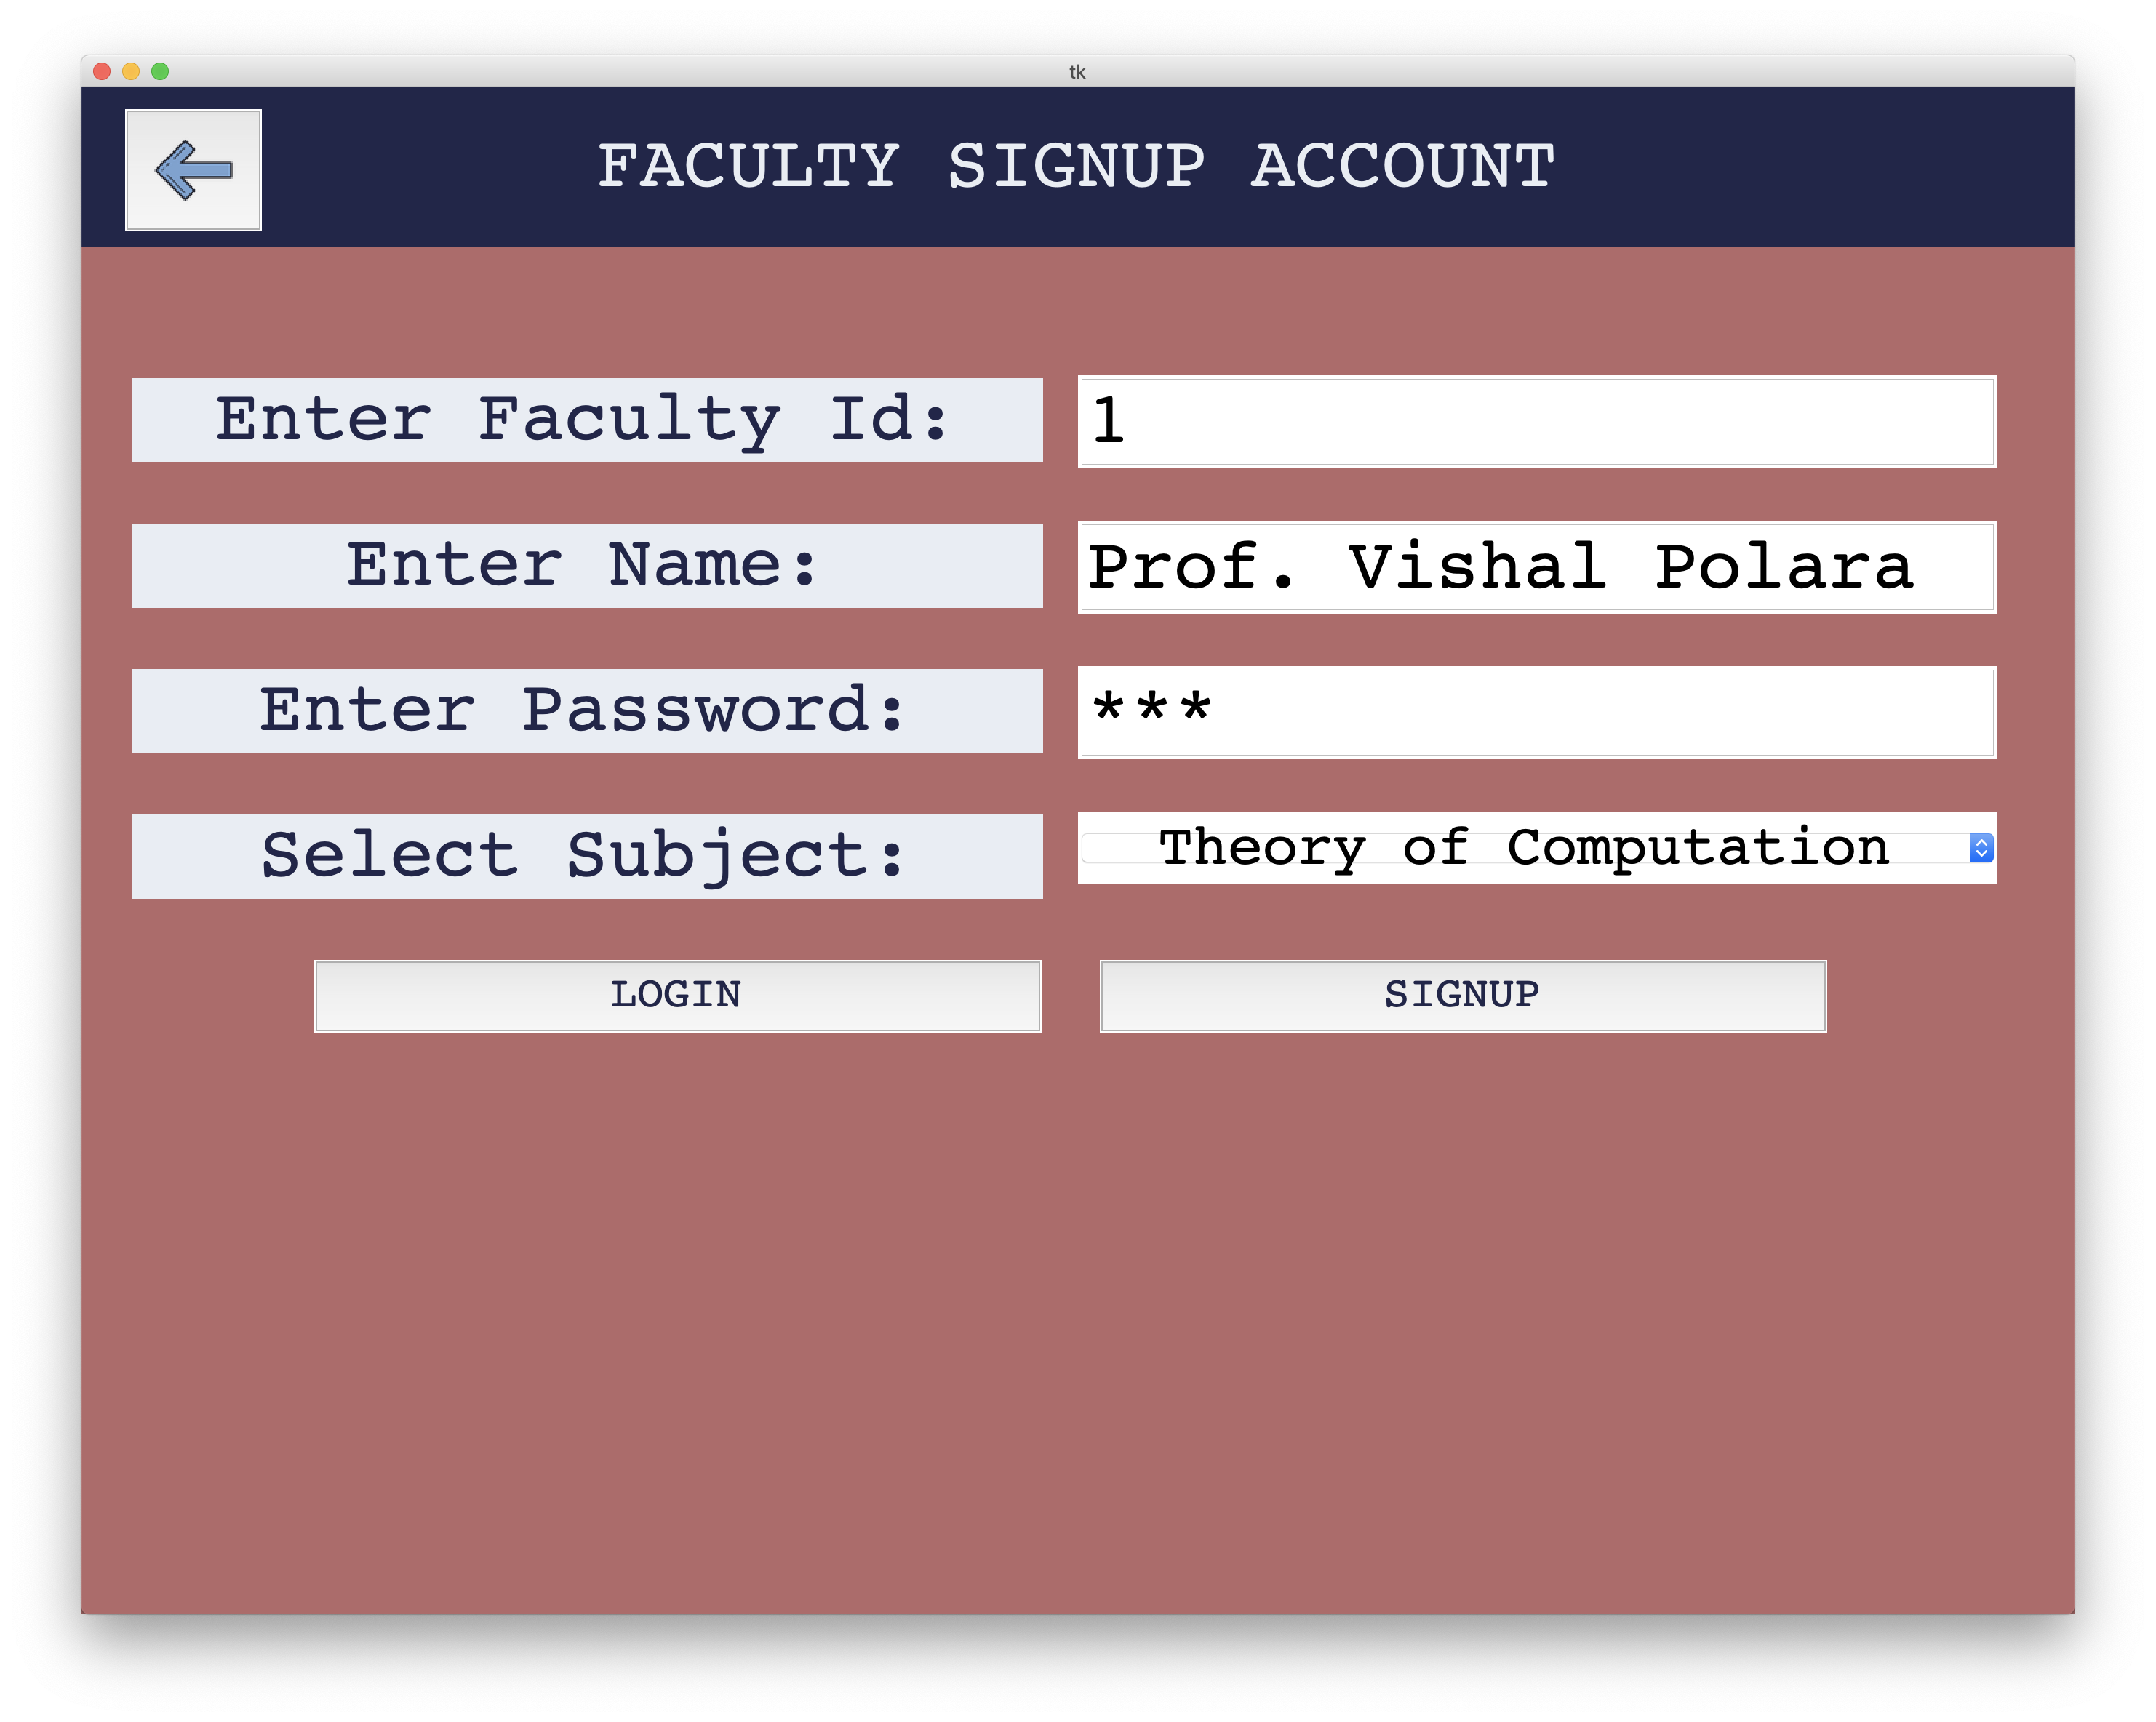 tk
FACULTY SIGNUP ACCOUNT
Enter Faculty Id: 1
Enter Name: Prof. Vishal Polara
Enter Password: ***
Select Subject: Theory of Computation
LOGIN SIGNUP